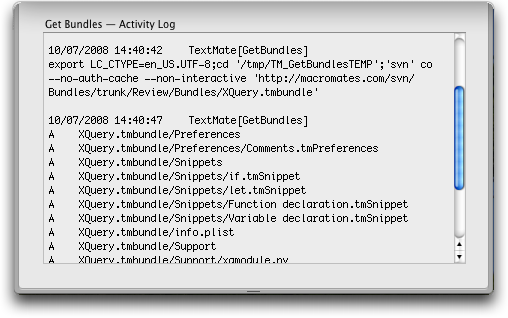 Get Bundles — Activity Log
10/07/2008 14:40:42 TextMate[GetBundles]
export LC_CTYPE=en_US.UTF-8;cd '/tmp/TM_GetBundlesTEMP';'svn' co
--no-auth-cache --non-interactive 'http://macromates.com/svn/
Bundles/trunk/Review/Bundles/XQuery.tmbundle'
10/07/2008 14:40:47 TextMate[GetBundles]
A XQuery.tmbundle/Preferences
A XQuery.tmbundle/Preferences/Comments.tmPreferences
A XQuery.tmbundle/Snippets
A XQuery.tmbundle/Snippets/if.tmSnippet
A XQuery.tmbundle/Snippets/let.tmSnippet
A XQuery.tmbundle/Snippets/Function declaration.tmSnippet
A XQuery.tmbundle/Snippets/Variable declaration.tmSnippet
A XQuery.tmbundle/info.plist
A XQuery.tmbundle/Support
A XQuery.tmbundle/Support/xqmodule.py